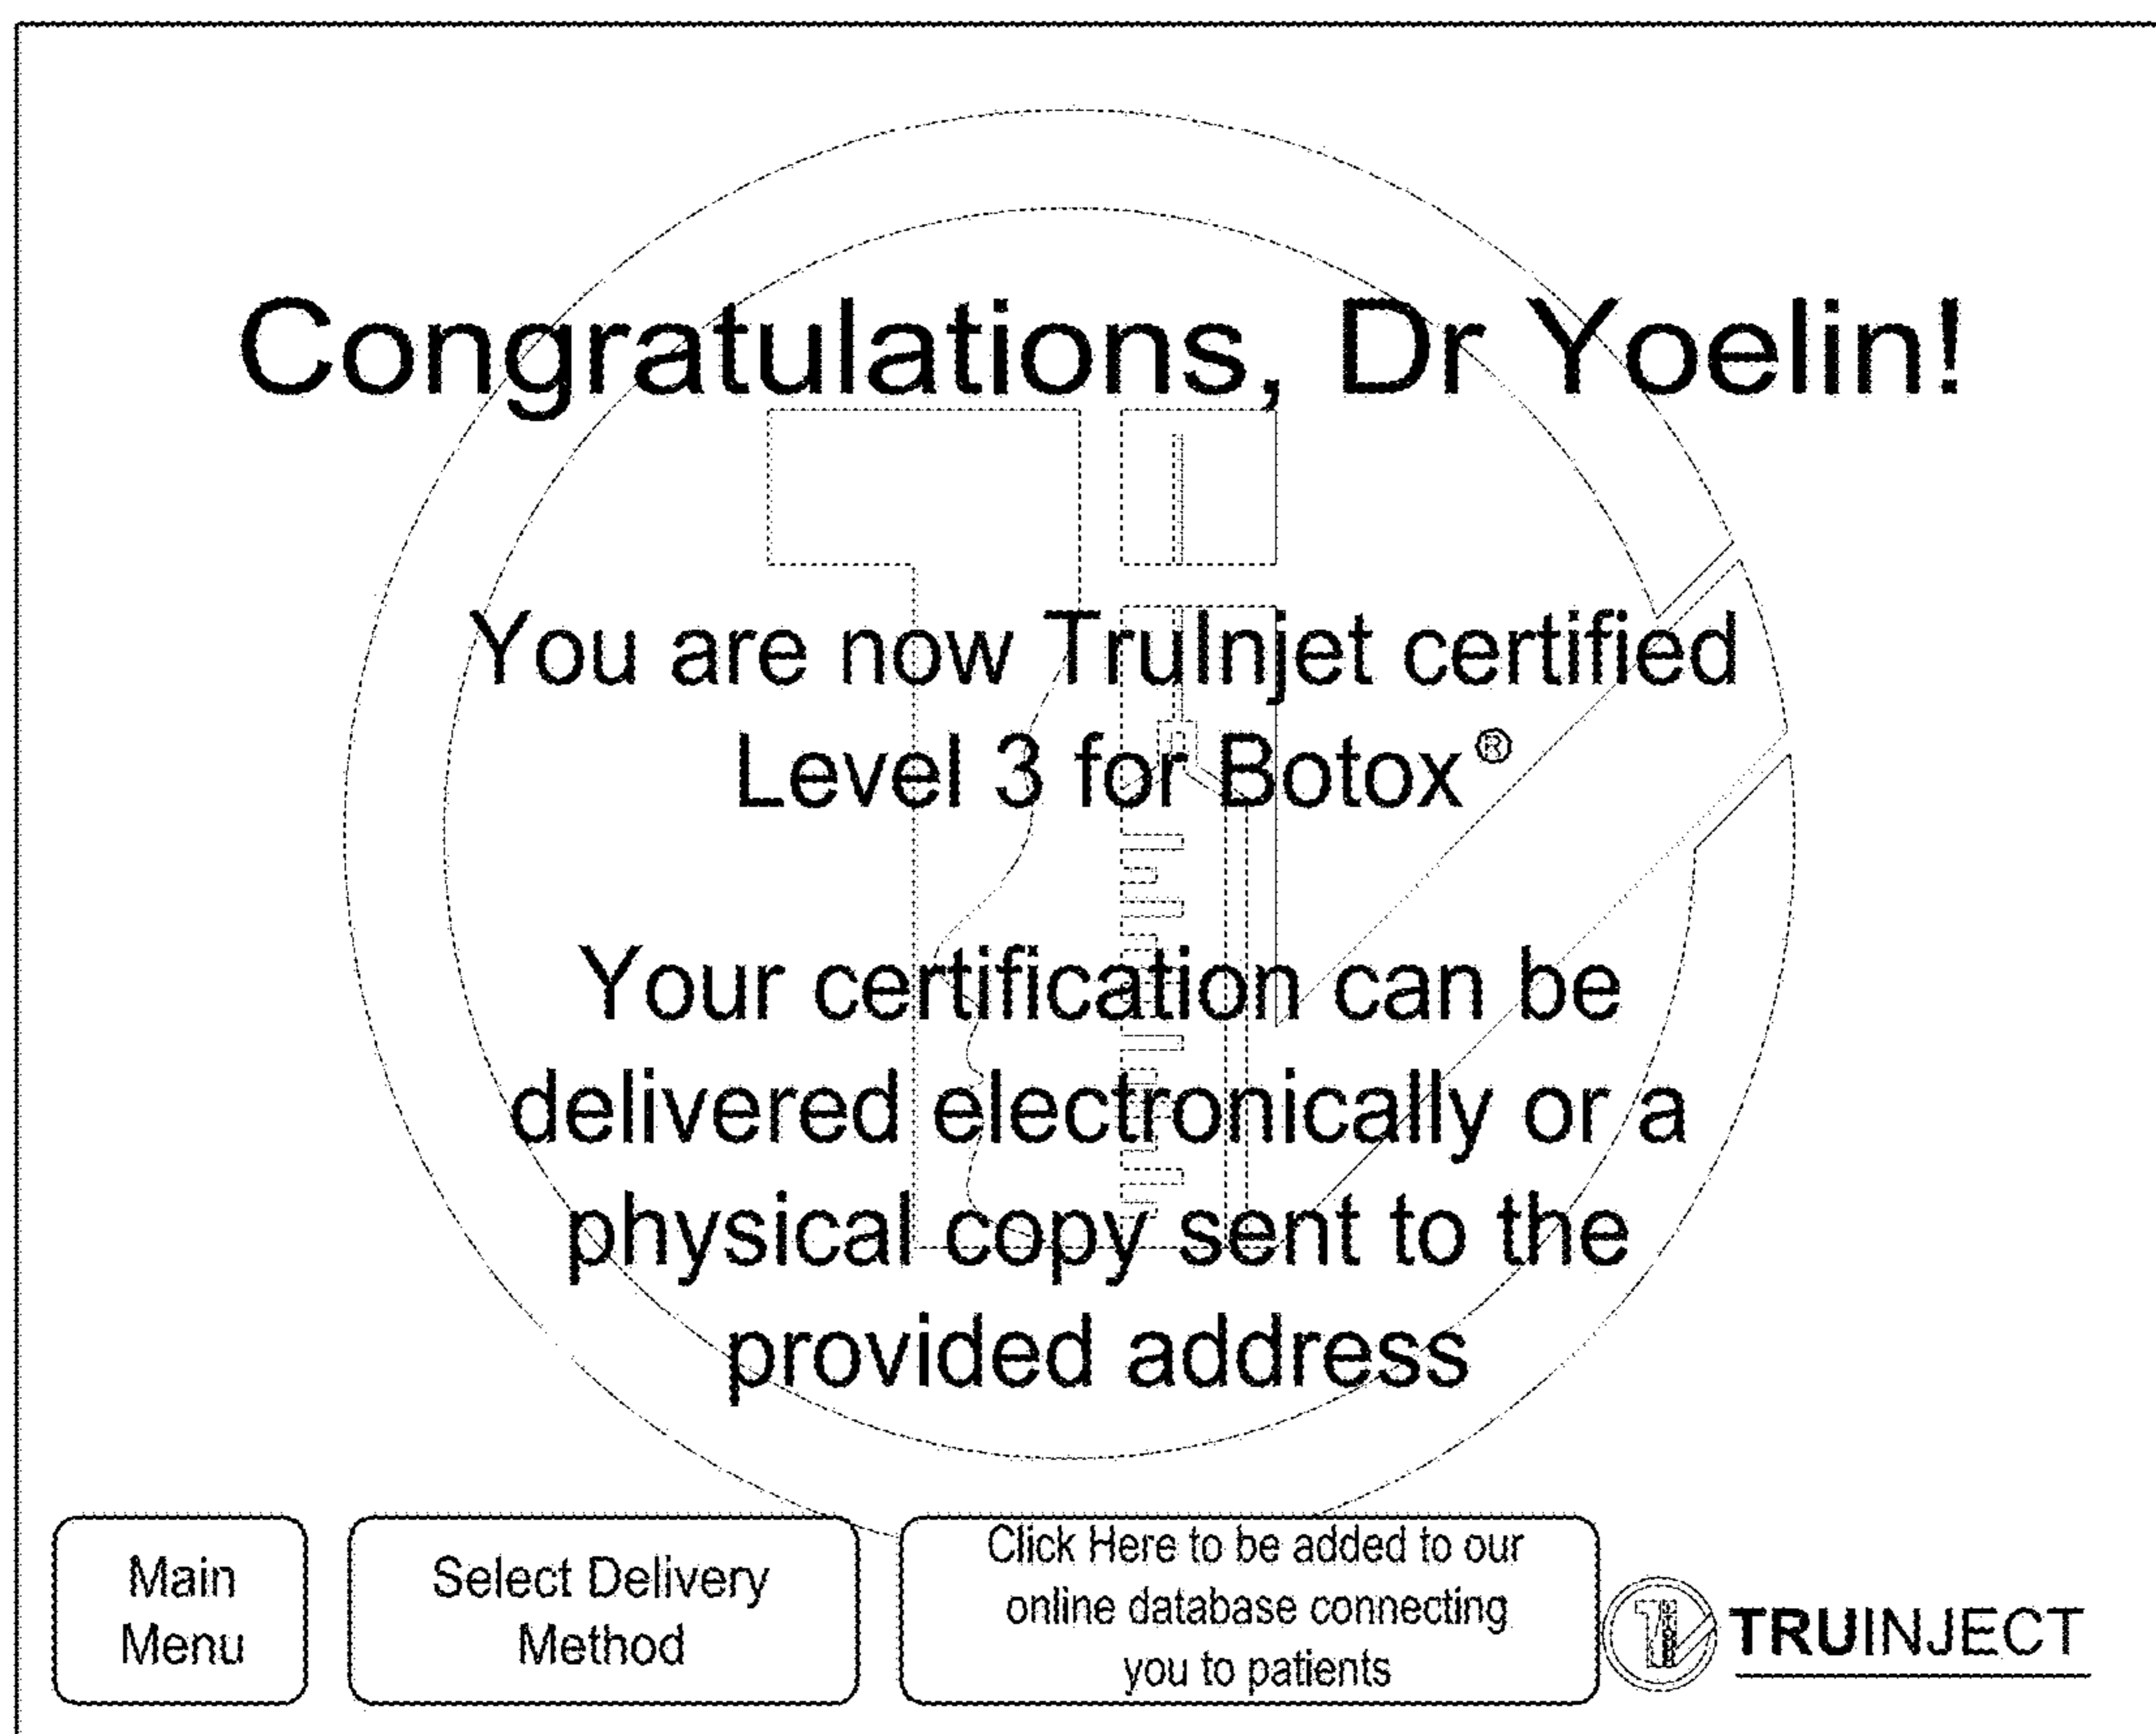 Congratulations, Dr Yoelin!
You are now TruInjet certified
Level 3 for Botox®
Your certification can be
delivered electronically or a
physical copy sent to the
provided address
Main
Menu
Select Delivery
Method
Click Here to be added to our
online database connecting
you to patients
TRUINJECT